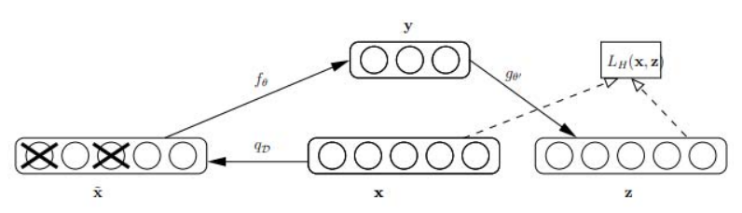 y
L_H(x, z)
f_θ
g_θ'
q_D
x̃
x
z